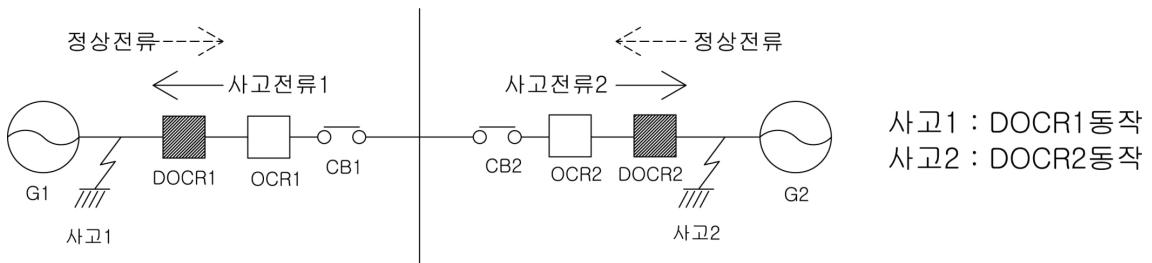 정상전류
정상전류
사고전류1
사고전류2
사고1 : DOCR1동작
사고2 : DOCR2동작
G1
DOCR1
OCR1
CB1
CB2
OCR2
DOCR2
G2
사고1
사고2